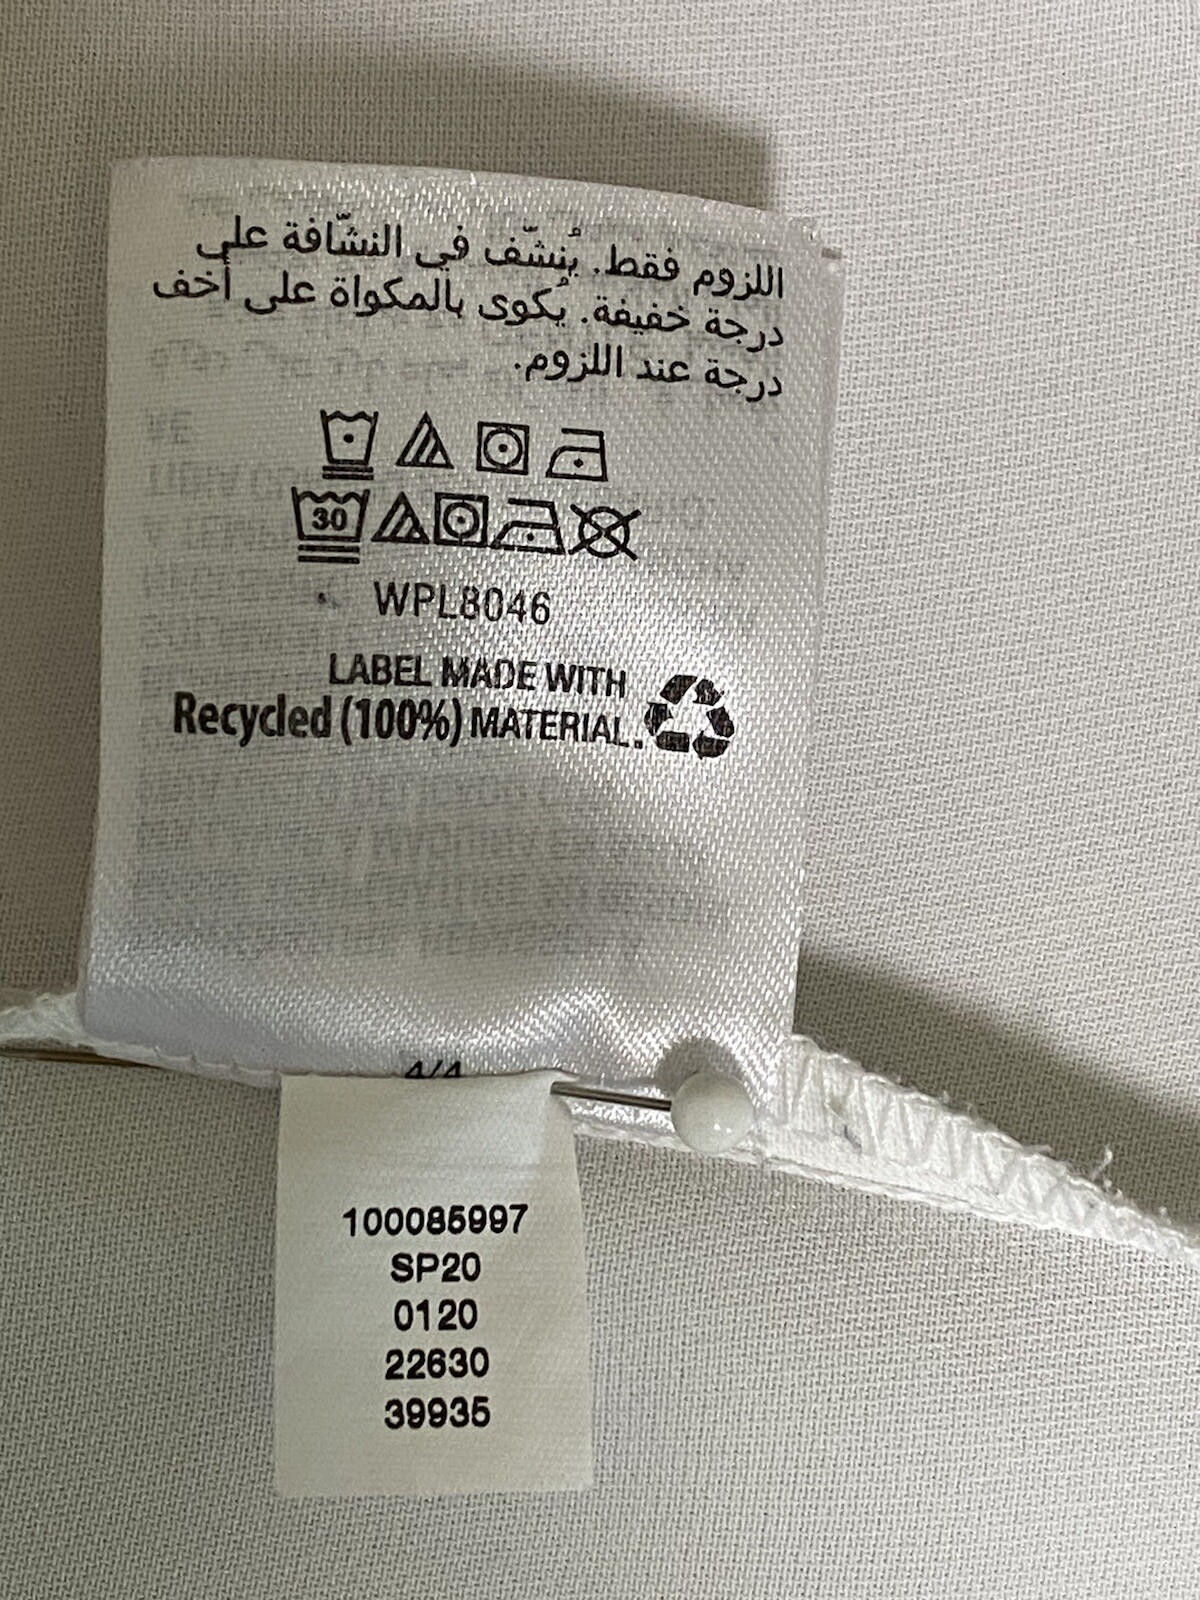 اللزوم فقط. يُنشّف في النشّافة على
درجة خفيفة. يُكوى بالمكواة على أخف
درجة عند اللزوم.
30
WPL8046
LABEL MADE WITH
Recycled (100%) MATERIAL.
4/4
100085997
SP20
0120
22630
39935